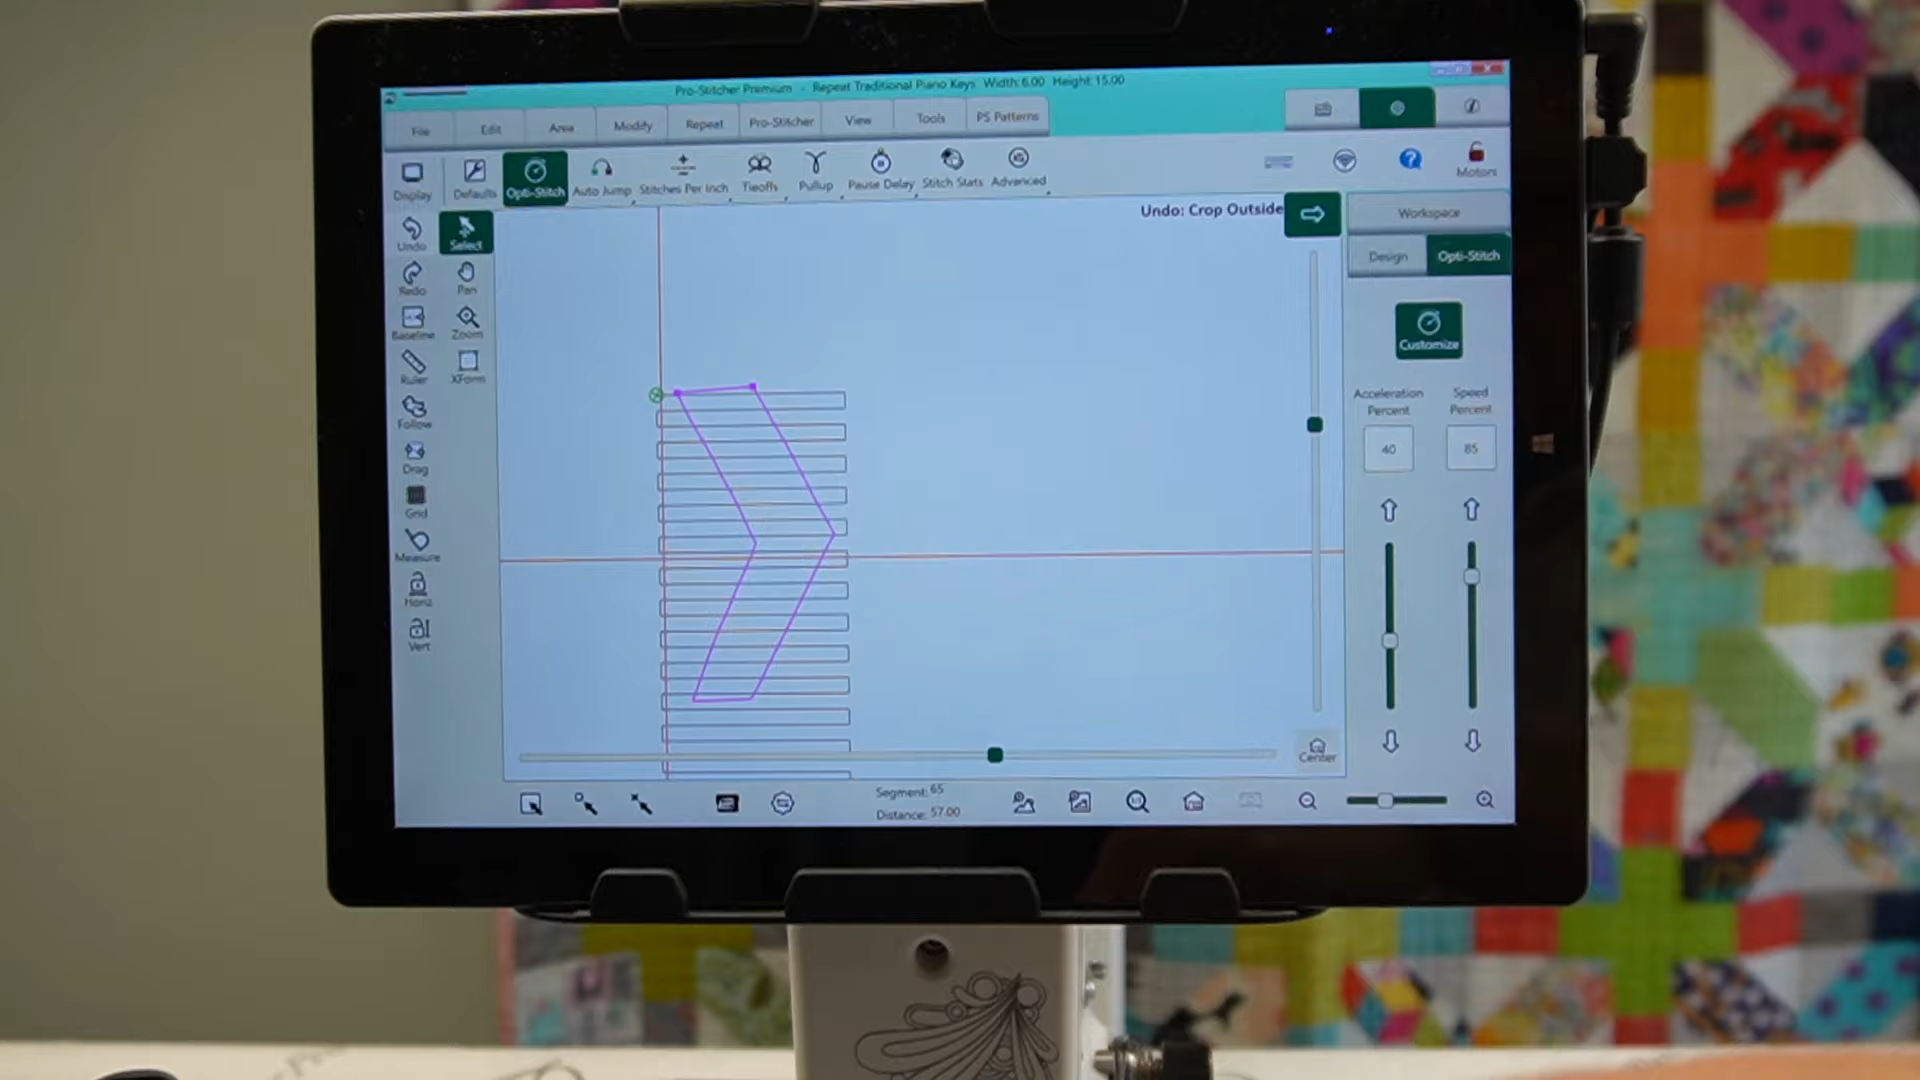 Pro-Stitcher Premium - Repeat Traditional Piano Keys Width: 6.00 Height: 15.00
File Edit Area Modify Repeat Pro-Stitcher View Tools PS Patterns
Display Defaults Opti-Stitch Auto Jump Stitches Per Inch Tieoffs Pullup Pause Delay Stitch Stats Advanced Motors
Undo Select
Undo: Crop Outside
Workspace
Design Opti-Stitch
Redo Pan
Baseline Zoom
Customize
Ruler XForm
Acceleration Percent
Speed Percent
Follow
40 85
Drag
Grid
Measure
Horiz
Vert
Center
Segment: 65
Distance: 57.00